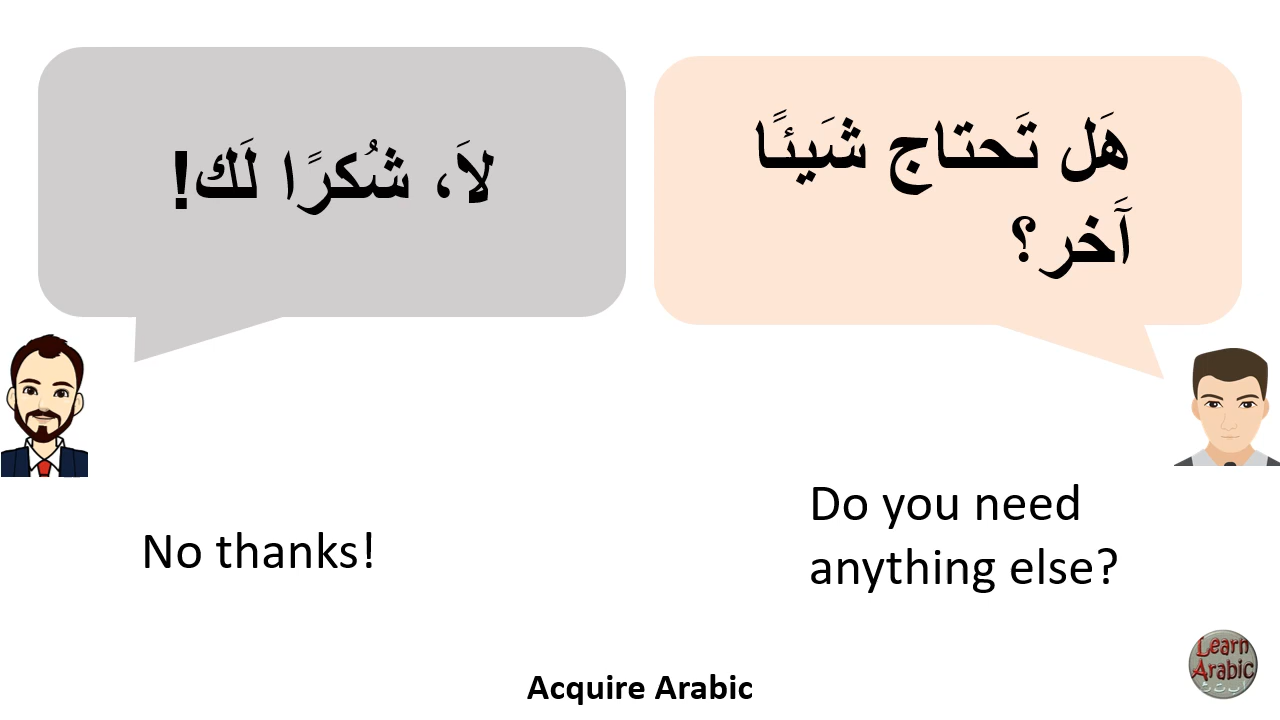 هَل تَحتاج شَيئًا
آَخر؟
لاَ، شُكرًا لَك!
Do you need
anything else?
No thanks!
Acquire Arabic
Learn
Arabic